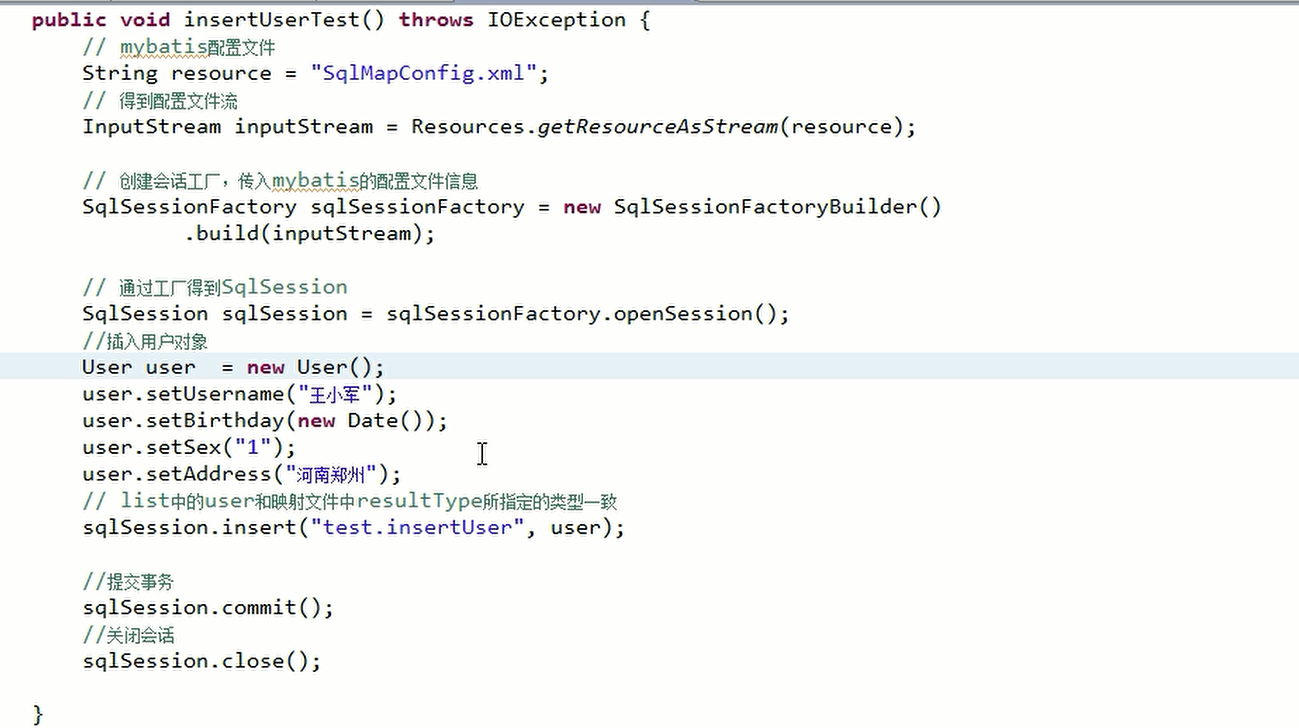 public void insertUserTest() throws IOException {
// mybatis配置文件
String resource = "SqlMapConfig.xml";
// 得到配置文件流
InputStream inputStream = Resources.getResourceAsStream(resource);
// 创建会话工厂，传入mybatis的配置文件信息
SqlSessionFactory sqlSessionFactory = new SqlSessionFactoryBuilder()
.build(inputStream);
// 通过工厂得到SqlSession
SqlSession sqlSession = sqlSessionFactory.openSession();
//插入用户对象
User user  = new User();
user.setUsername("王小军");
user.setBirthday(new Date());
user.setSex("1");
user.setAddress("河南郑州");
// list中的user和映射文件中resultType所指定的类型一致
sqlSession.insert("test.insertUser", user);
//提交事务
sqlSession.commit();
//关闭会话
sqlSession.close();
}